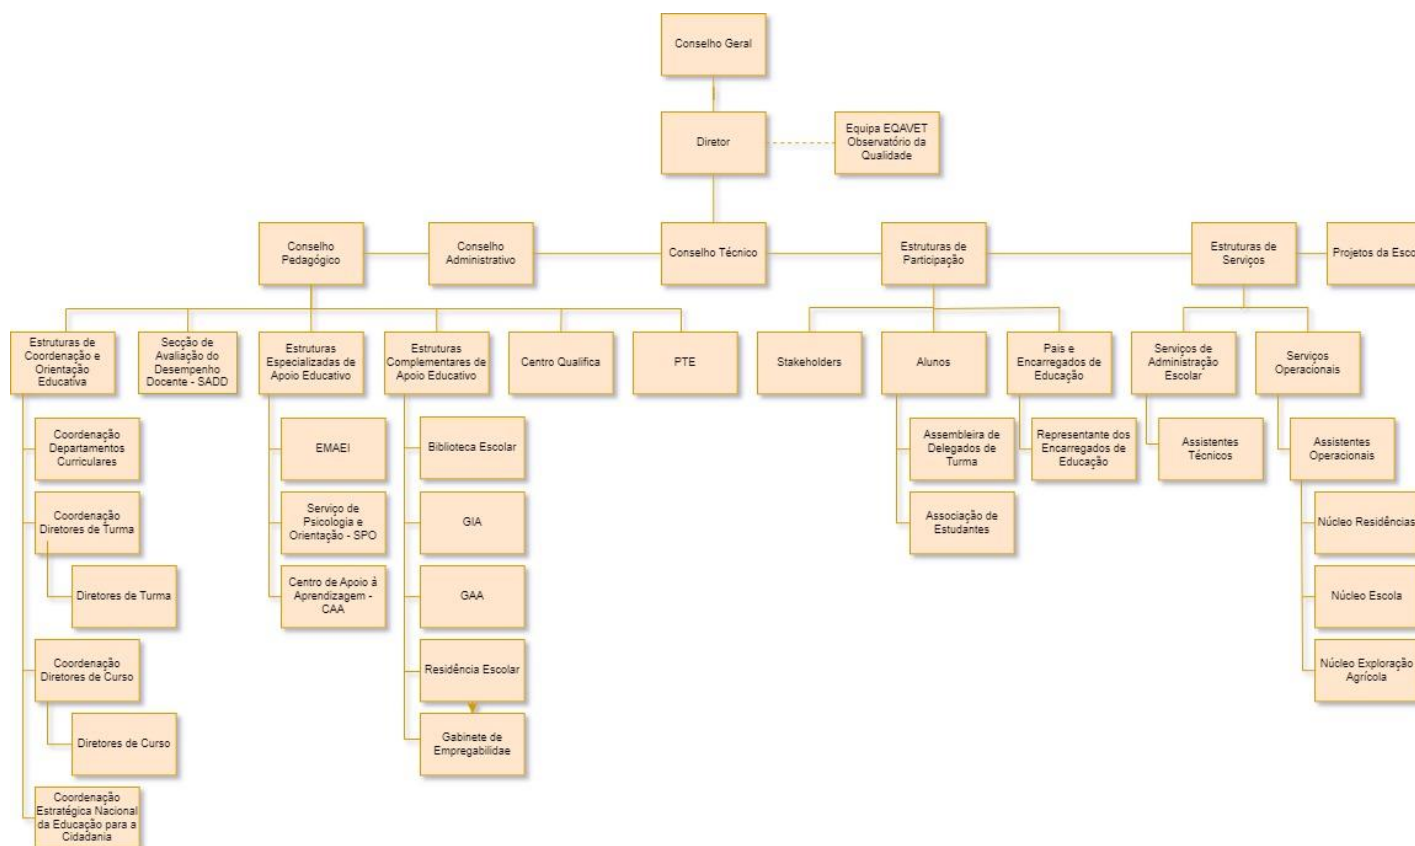 Conselho Geral
Diretor
Equipa EQAVET
Observatório da
Qualidade
Conselho
Pedagógico
Conselho
Administrativo
Conselho Técnico
Estruturas de
Participação
Estruturas de
Serviços
Projetos da
Estruturas de
Coordenação e
Orientação
Educativa
Secção de
Avaliação do
Desempenho
Docente - SADD
Estruturas
Especializadas de
Apoio Educativo
Estruturas
Complementares de
Apoio Educativo
Centro Qualifica
PTE
Stakeholders
Alunos
Pais e
Encarregados de
Educação
Serviços de
Administração
Escolar
Serviços
Operacionais
Coordenação
Departamentos
Curriculares
EMAEI
Biblioteca Escolar
Assembleira de
Delegados de
Turma
Representante dos
Encarregados de
Educação
Assistentes
Técnicos
Assistentes
Operacionais
Coordenação
Diretores de Turma
Serviço de
Psicologia e
Orientação - SPO
GIA
Associação de
Estudantes
Núcleo Residências
Diretores de Turma
Centro de Apoio à
Aprendizagem -
CAA
GAA
Núcleo Escola
Coordenação
Diretores de Curso
Residência Escolar
Núcleo Exploração
Agrícola
Diretores de Curso
Gabinete de
Empregabilidae
Coordenação
Estratégica Nacional
da Educação para a
Cidadania